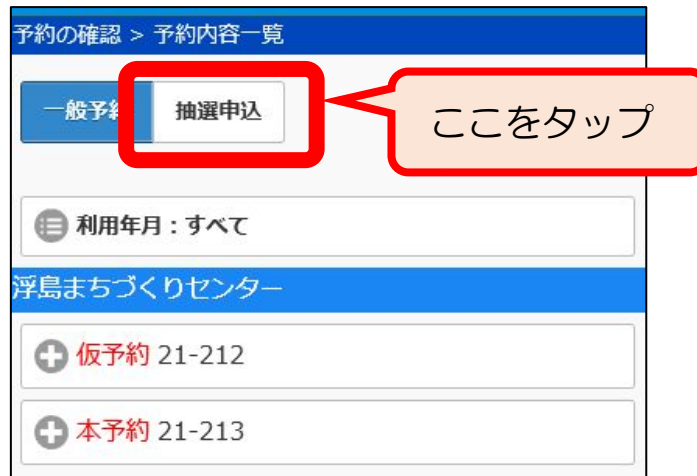 予約の確認 > 予約内容一覧
一般予約
抽選申込
ここをタップ
利用年月：すべて
浮島まちづくりセンター
仮予約 21-212
本予約 21-213